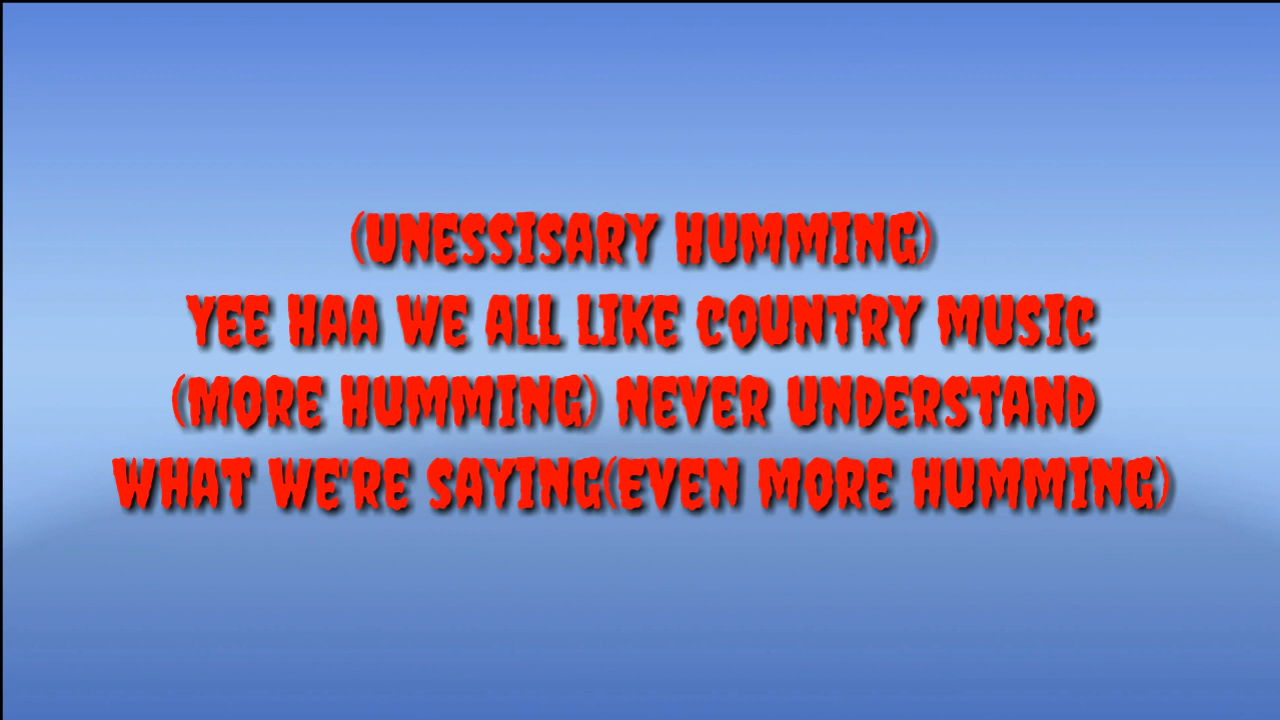 (UNESSISARY HUMMING)
YEE HAA WE ALL LIKE COUNTRY MUSIC
(MORE HUMMING) NEVER UNDERSTAND
WHAT WE'RE SAYING(EVEN MORE HUMMING)